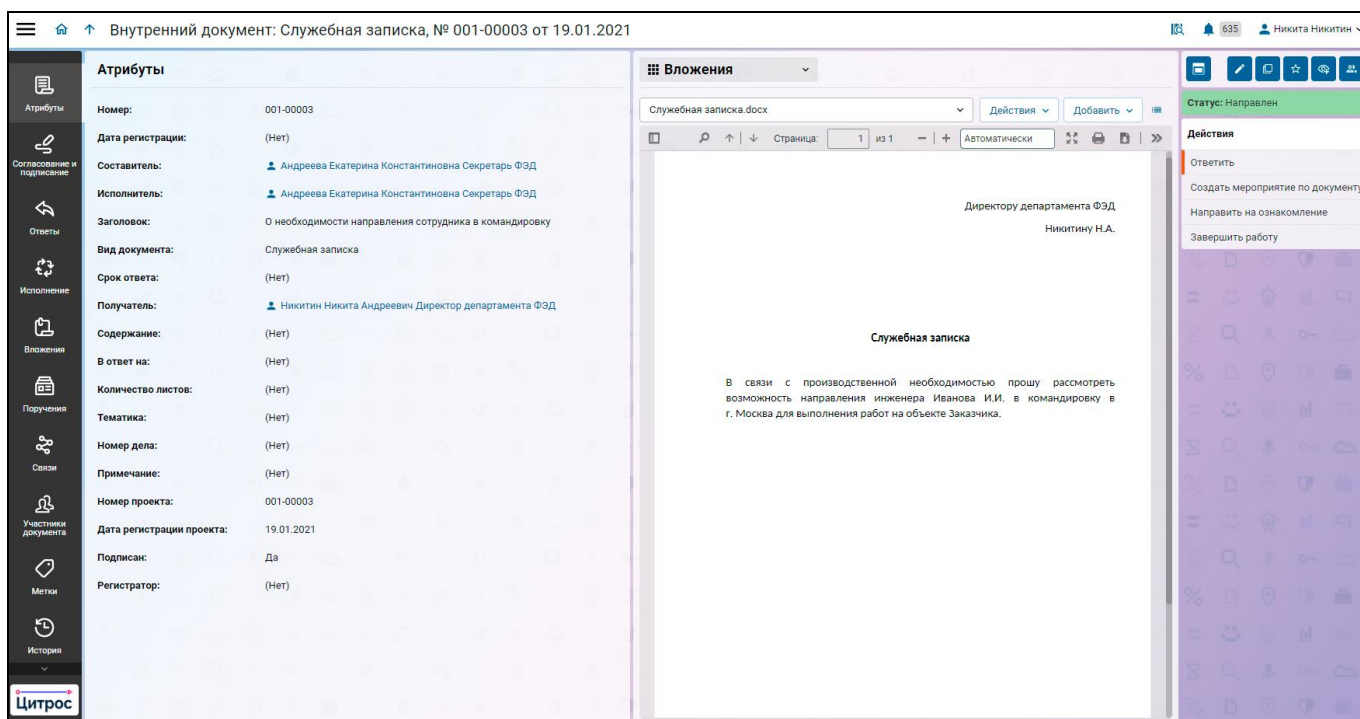 Внутренний документ: Служебная записка, № 001-00003 от 19.01.2021
635
Никита Никитин
Атрибуты
Согласование и
подписание
Ответы
Исполнение
Вложения
Поручения
Связи
Участники
документа
Метки
История
Цитрос
Атрибуты
Номер: 001-00003
Дата регистрации: (Нет)
Составитель: Андреева Екатерина Константиновна Секретарь ФЭД
Исполнитель: Андреева Екатерина Константиновна Секретарь ФЭД
Заголовок: О необходимости направления сотрудника в командировку
Вид документа: Служебная записка
Срок ответа: (Нет)
Получатель: Никитин Никита Андреевич Директор департамента ФЭД
Содержание: (Нет)
В ответ на: (Нет)
Количество листов: (Нет)
Тематика: (Нет)
Номер дела: (Нет)
Примечание: (Нет)
Номер проекта: 001-00003
Дата регистрации проекта: 19.01.2021
Подписан: Да
Регистратор: (Нет)
Вложения
Служебная записка.docx
Действия
Добавить
Страница: 1 из 1
Автоматически
Директору департамента ФЭД
Никитину Н.А.
Служебная записка
В связи с производственной необходимостью прошу рассмотреть
возможность направления инженера Иванова И.И. в командировку в
г. Москва для выполнения работ на объекте Заказчика.
Статус: Направлен
Действия
Ответить
Создать мероприятие по документу
Направить на ознакомление
Завершить работу